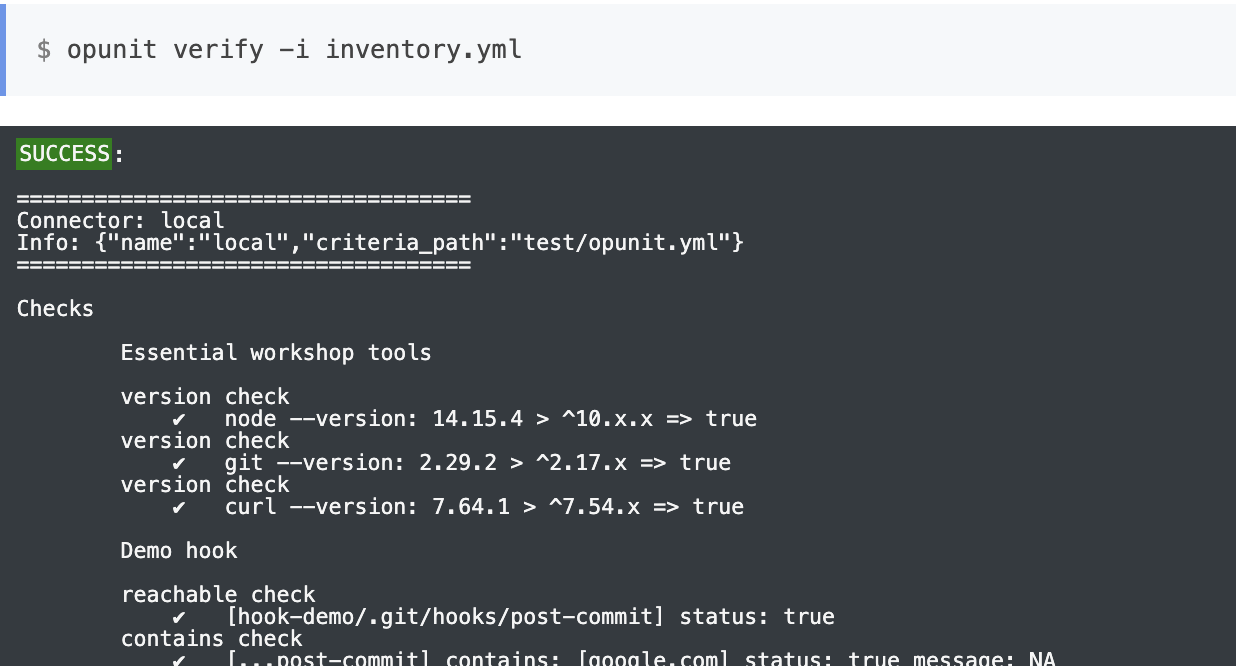 $ opunit verify -i inventory.yml
SUCCESS:
===================================
Connector: local
Info: {"name":"local","criteria_path":"test/opunit.yml"}
===================================
Checks
Essential workshop tools
version check
✔ node --version: 14.15.4 > ^10.x.x => true
version check
✔ git --version: 2.29.2 > ^2.17.x => true
version check
✔ curl --version: 7.64.1 > ^7.54.x => true
Demo hook
reachable check
✔ [hook-demo/.git/hooks/post-commit] status: true
contains check
✔ [...post-commit] contains: [google.com] status: true message: NA